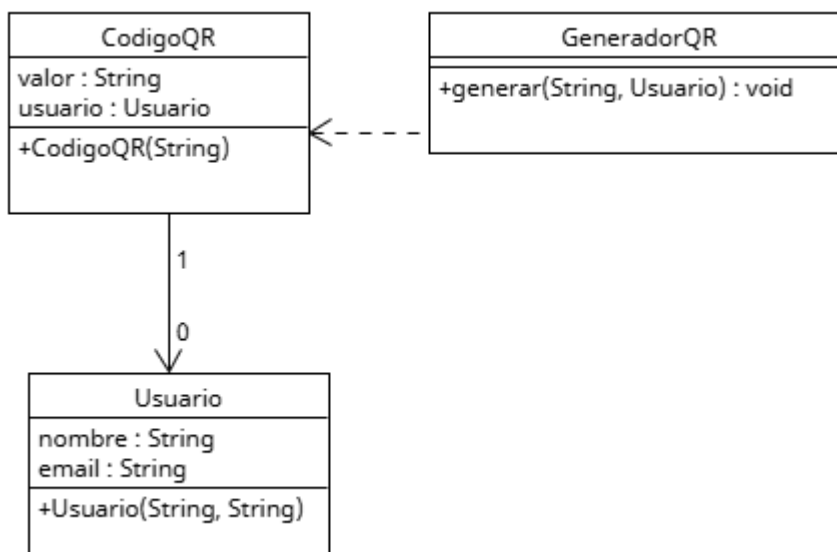 CodigoQR
valor : String
usuario : Usuario
+CodigoQR(String)
GeneradorQR
+generar(String, Usuario) : void
1
0
Usuario
nombre : String
email : String
+Usuario(String, String)